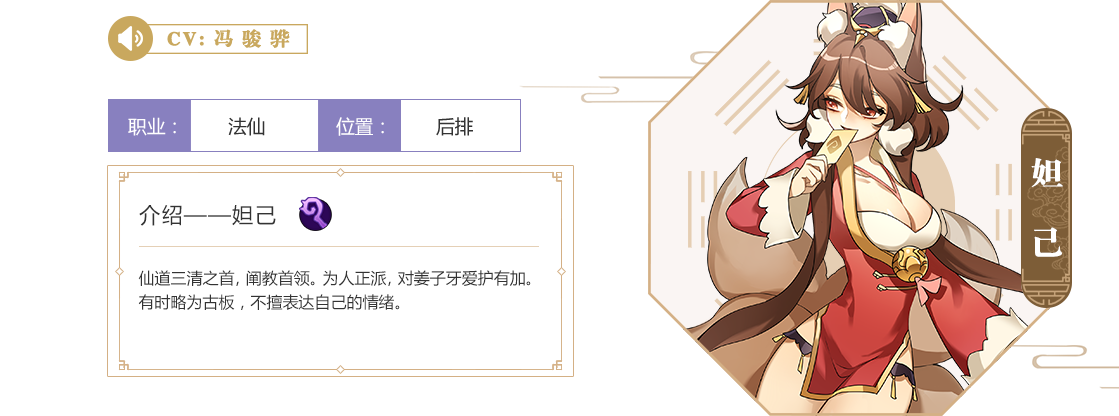 CV: 冯骏骅
职业： 法仙 位置： 后排
介绍——妲己
仙道三清之首, 阐教首领。为人正派, 对姜子牙爱护有加。
有时略为古板，不擅表达自己的情绪。
妲己